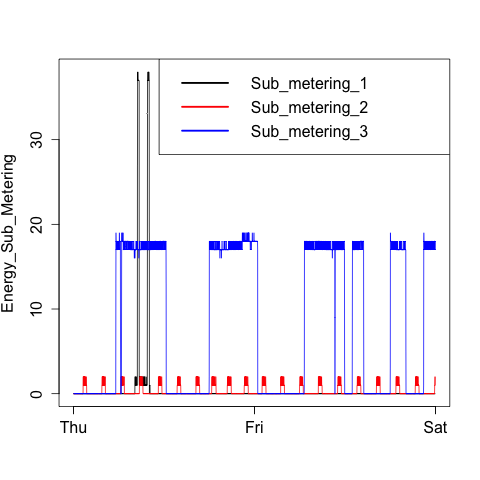 Sub_metering_1
Sub_metering_2
Sub_metering_3
Energy_Sub_Metering
30
20
10
0
Thu Fri Sat